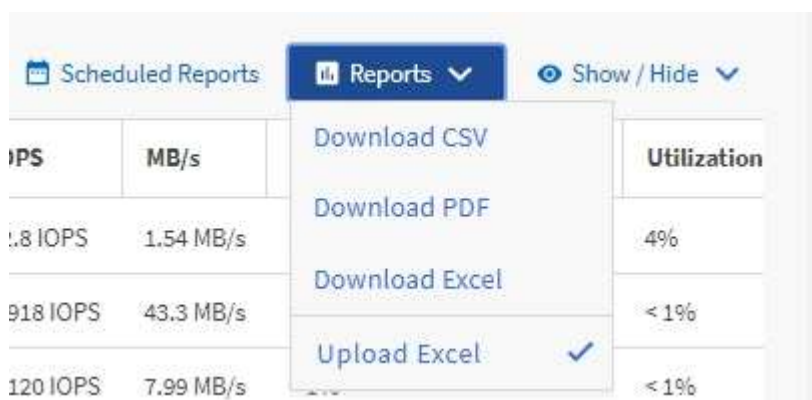 Scheduled Reports Reports Show / Hide
MB/s Utilization
Download CSV
Download PDF
1.54 MB/s 4%
Download Excel
918 IOPS 43.3 MB/s < 1%
Upload Excel
120 IOPS 7.99 MB/s < 1%